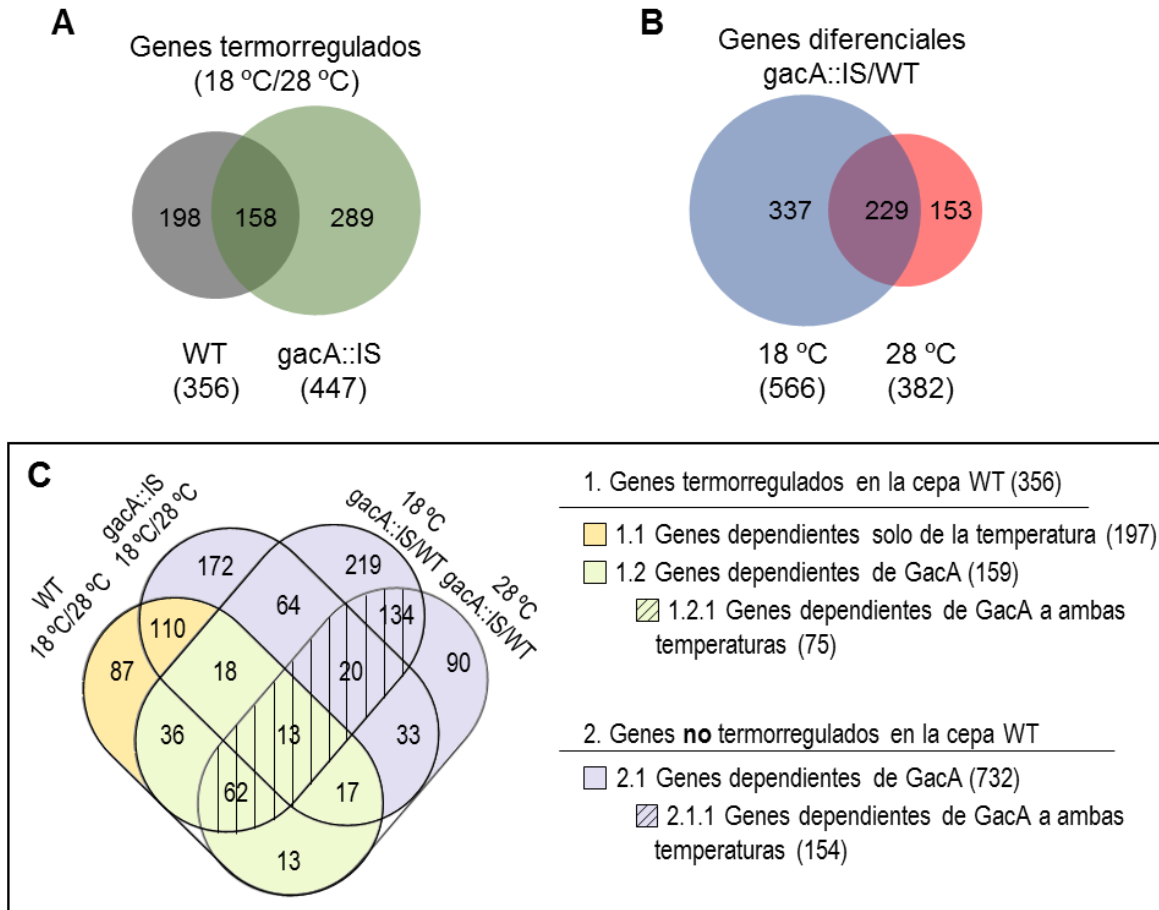 A
Genes termorregulados
(18 ºC/28 ºC)
198
158
289
WT
(356)
gacA::IS
(447)
B
Genes diferenciales
gacA::IS/WT
337
229
153
18 ºC
(566)
28 ºC
(382)
C
WT
18 ºC/28 ºC
gacA::IS
18 ºC/28 ºC
18 ºC
gacA::IS/WT
28 ºC
gacA::IS/WT
172
219
110
64
134
87
18
20
90
36
13
33
62
17
13
1. Genes termorregulados en la cepa WT (356)
1.1 Genes dependientes solo de la temperatura (197)
1.2 Genes dependientes de GacA (159)
1.2.1 Genes dependientes de GacA a ambas
temperaturas (75)
2. Genes no termorregulados en la cepa WT
2.1 Genes dependientes de GacA (732)
2.1.1 Genes dependientes de GacA a ambas
temperaturas (154)